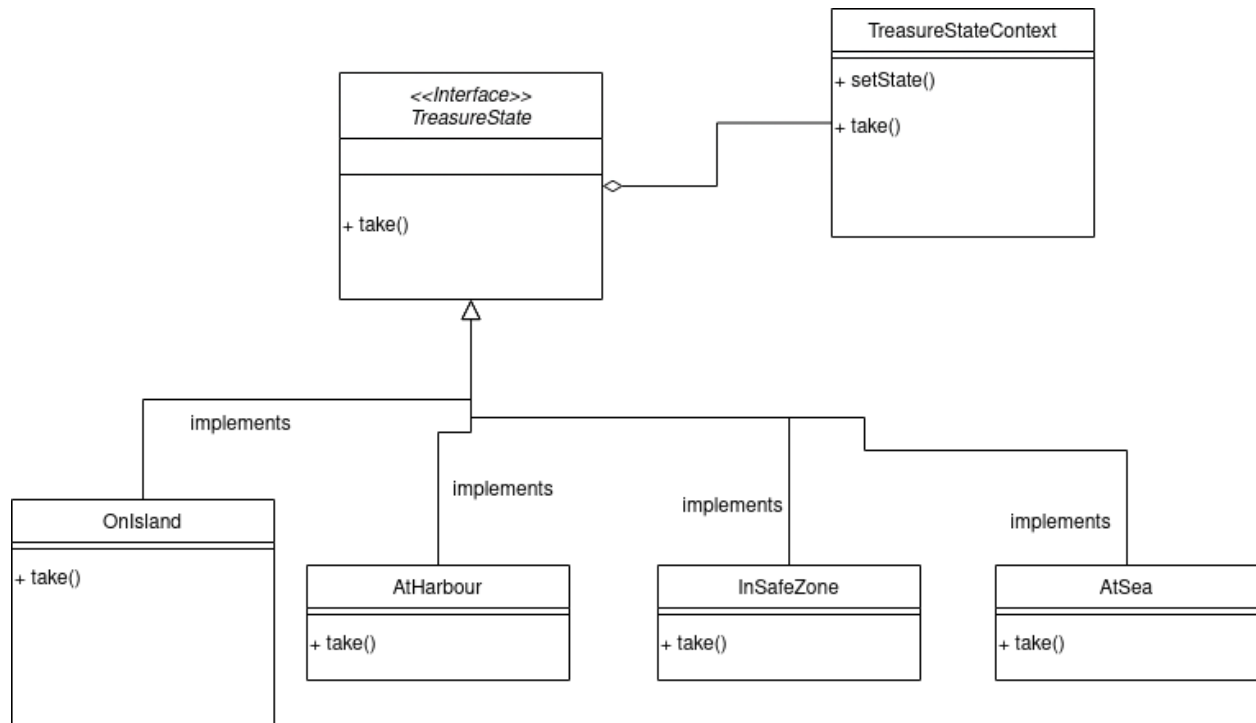 TreasureStateContext
+ setState()
+ take()
<<Interface>>
TreasureState
+ take()
implements
implements
implements
implements
OnIsland
+ take()
AtHarbour
+ take()
InSafeZone
+ take()
AtSea
+ take()